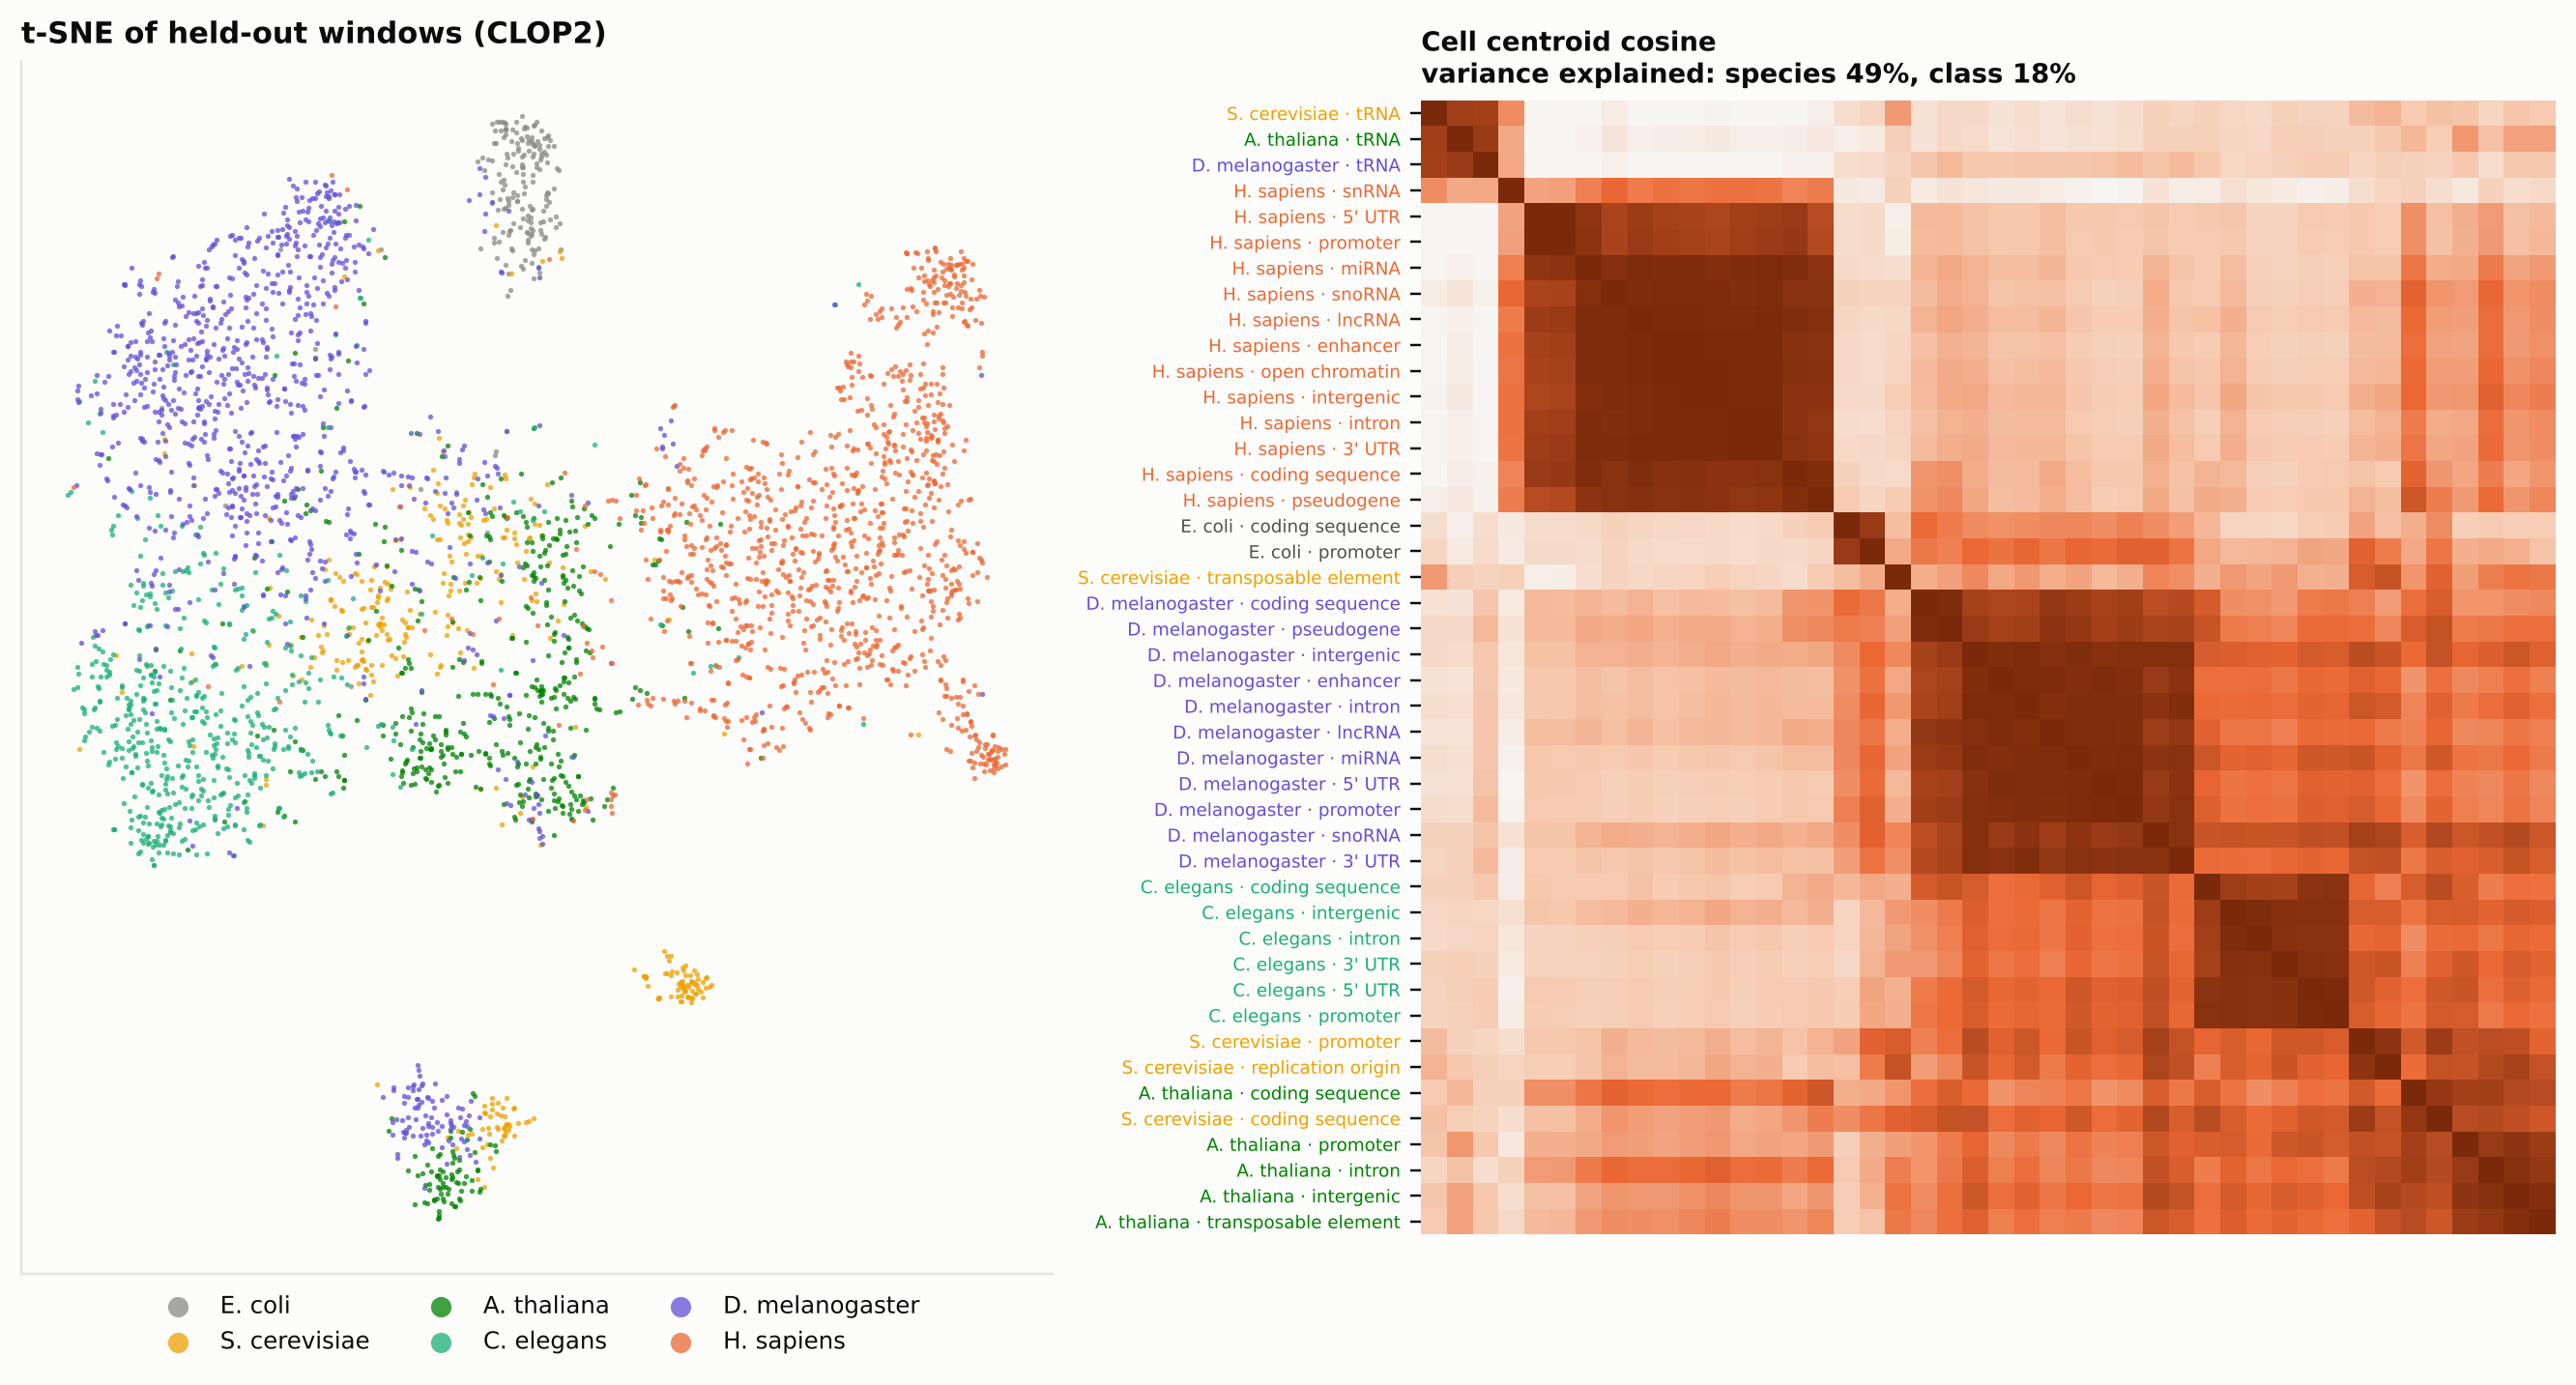 t-SNE of held-out windows (CLOP2)
Cell centroid cosine
variance explained: species 49%, class 18%
S. cerevisiae · tRNA
A. thaliana · tRNA
D. melanogaster · tRNA
H. sapiens · snRNA
H. sapiens · 5' UTR
H. sapiens · promoter
H. sapiens · miRNA
H. sapiens · snoRNA
H. sapiens · lncRNA
H. sapiens · enhancer
H. sapiens · open chromatin
H. sapiens · intergenic
H. sapiens · intron
H. sapiens · 3' UTR
H. sapiens · coding sequence
H. sapiens · pseudogene
E. coli · coding sequence
E. coli · promoter
S. cerevisiae · transposable element
D. melanogaster · coding sequence
D. melanogaster · pseudogene
D. melanogaster · intergenic
D. melanogaster · enhancer
D. melanogaster · intron
D. melanogaster · lncRNA
D. melanogaster · miRNA
D. melanogaster · 5' UTR
D. melanogaster · promoter
D. melanogaster · snoRNA
D. melanogaster · 3' UTR
C. elegans · coding sequence
C. elegans · intergenic
C. elegans · intron
C. elegans · 3' UTR
C. elegans · 5' UTR
C. elegans · promoter
S. cerevisiae · promoter
S. cerevisiae · replication origin
A. thaliana · coding sequence
S. cerevisiae · coding sequence
A. thaliana · promoter
A. thaliana · intron
A. thaliana · intergenic
A. thaliana · transposable element
E. coli
A. thaliana
D. melanogaster
S. cerevisiae
C. elegans
H. sapiens